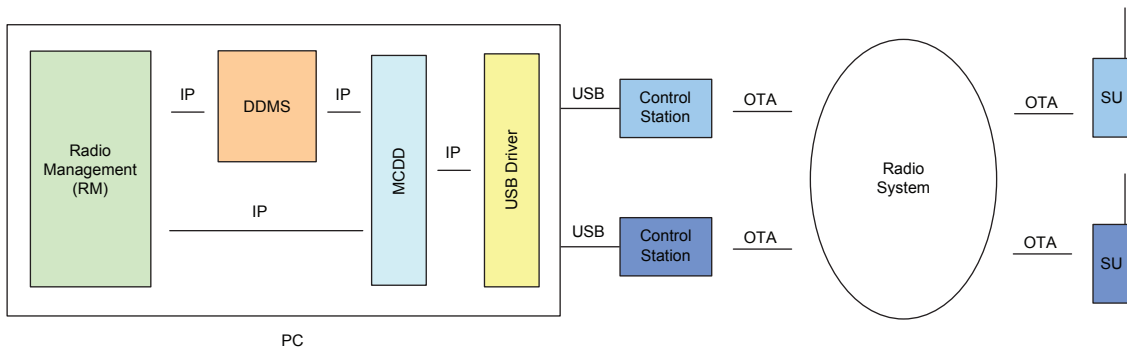 IP
DDMS
IP
Radio
Management
(RM)
IP
MCDD
IP
USB Driver
USB
Control
Station
OTA
USB
Control
Station
OTA
Radio
System
OTA
SU
OTA
SU
PC